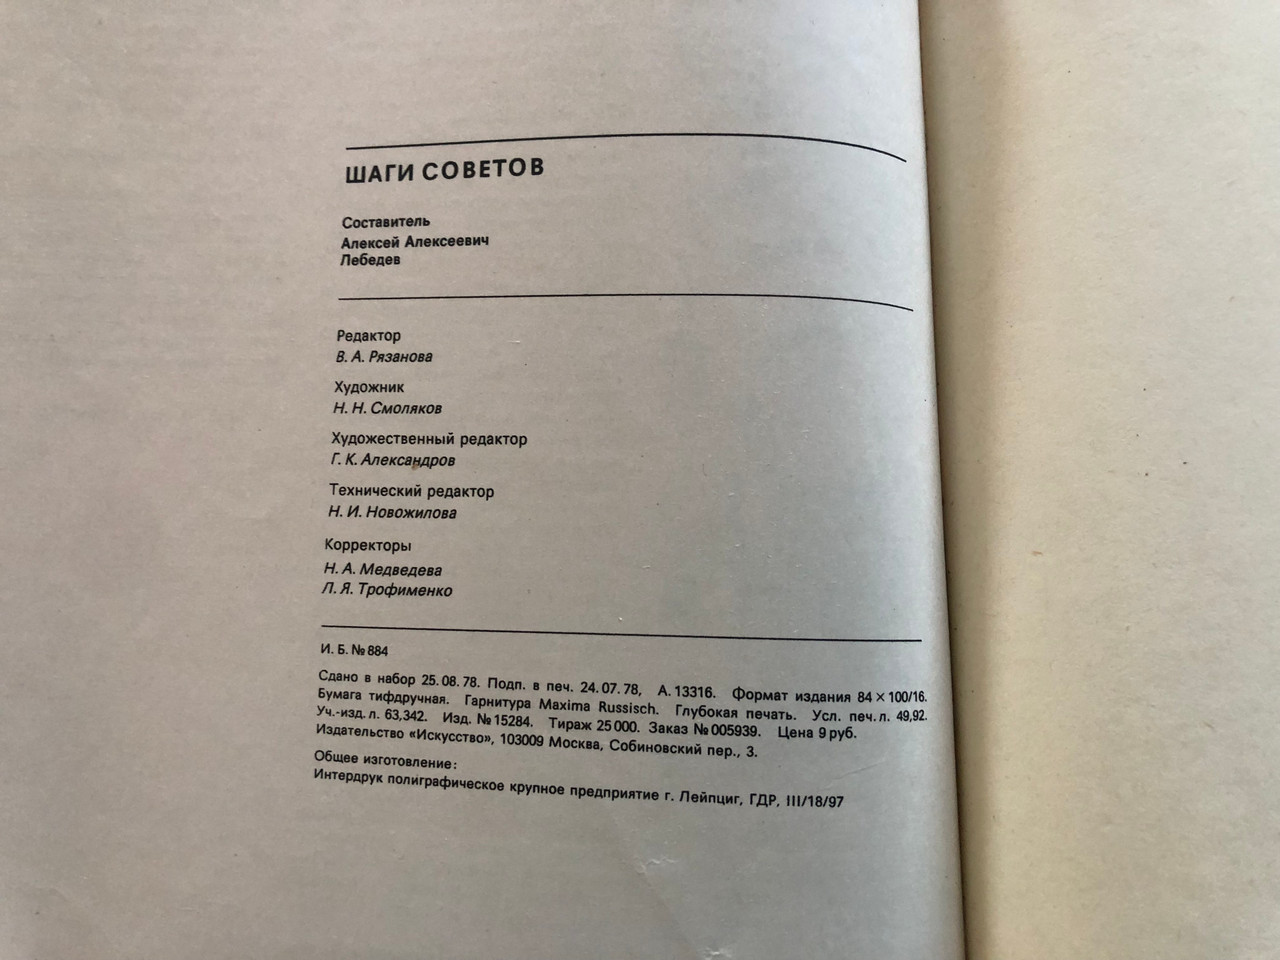 ШАГИ СОВЕТОВ
Составитель
Алексей Алексеевич
Лебедев
Редактор
В. А. Рязанова
Художник
Н. Н. Смоляков
Художественный редактор
Г. К. Александров
Технический редактор
Н. И. Новожилова
Корректоры
Н. А. Медведева
Л. Я. Трофименко
И. Б. № 884
Сдано в набор 25. 08. 78. Подп. в печ. 24. 07. 78, А. 13316. Формат издания 84 × 100/16.
Бумага тифдручная. Гарнитура Maxima Russisch. Глубокая печать. Усл. печ. л. 49,92.
Уч.-изд. л. 63,342. Изд. № 15284. Тираж 25 000. Заказ № 005939. Цена 9 руб.
Издательство «Искусство», 103009 Москва, Собиновский пер., 3.
Общее изготовление:
Интердрук полиграфическое крупное предприятие г. Лейпциг, ГДР, III/18/97